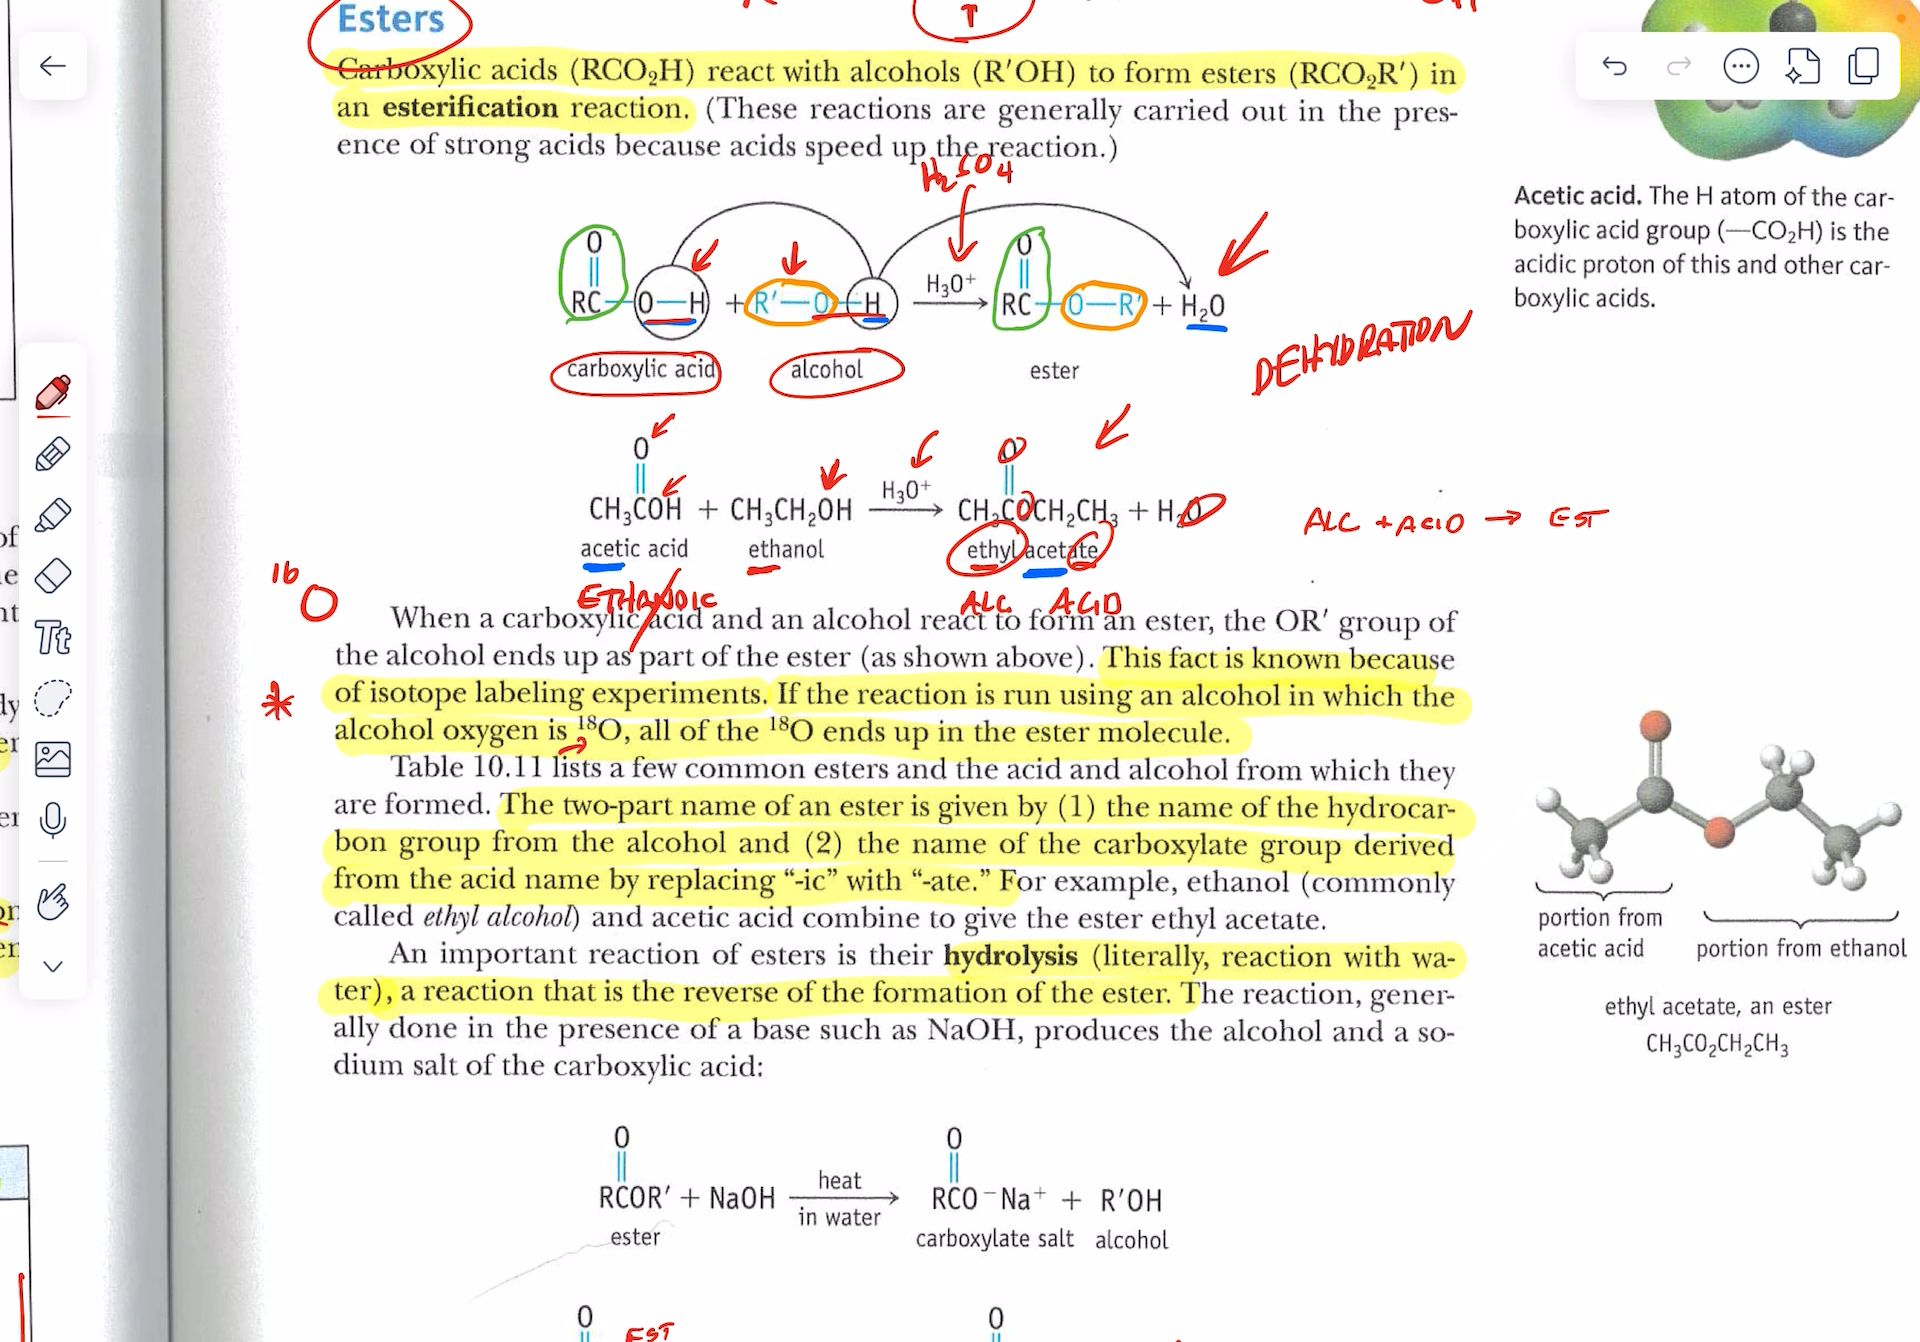 Esters
Carboxylic acids (RCO₂H) react with alcohols (R′OH) to form esters (RCO₂R′) in
an esterification reaction. (These reactions are generally carried out in the pres-
ence of strong acids because acids speed up the reaction.)
H₂SO₄
O
||
RC—O—H + R′—O—H H₃O⁺ → O
||
RC—O—R′ + H₂O
carboxylic acid alcohol ester
DEHYDRATION
O
||
CH₃COH + CH₃CH₂OH H₃O⁺ → O
||
CH₃COCH₂CH₃ + H₂O
acetic acid ethanol ethyl acetate
ALC + ACID → EST
ETHANOIC ALC ACID
16
O
When a carboxylic acid and an alcohol react to form an ester, the OR′ group of
the alcohol ends up as part of the ester (as shown above). This fact is known because
of isotope labeling experiments. If the reaction is run using an alcohol in which the
alcohol oxygen is ¹⁸O, all of the ¹⁸O ends up in the ester molecule.
Table 10.11 lists a few common esters and the acid and alcohol from which they
are formed. The two-part name of an ester is given by (1) the name of the hydrocar-
bon group from the alcohol and (2) the name of the carboxylate group derived
from the acid name by replacing “-ic” with “-ate.” For example, ethanol (commonly
called ethyl alcohol) and acetic acid combine to give the ester ethyl acetate.
An important reaction of esters is their hydrolysis (literally, reaction with wa-
ter), a reaction that is the reverse of the formation of the ester. The reaction, gener-
ally done in the presence of a base such as NaOH, produces the alcohol and a so-
dium salt of the carboxylic acid:
O
||
RCOR′ + NaOH heat → in water O
||
RCO⁻Na⁺ + R′OH
ester carboxylate salt alcohol
O O
EST
Acetic acid. The H atom of the car-
boxylic acid group (—CO₂H) is the
acidic proton of this and other car-
boxylic acids.
portion from
acetic acid
portion from ethanol
ethyl acetate, an ester
CH₃CO₂CH₂CH₃
Tt